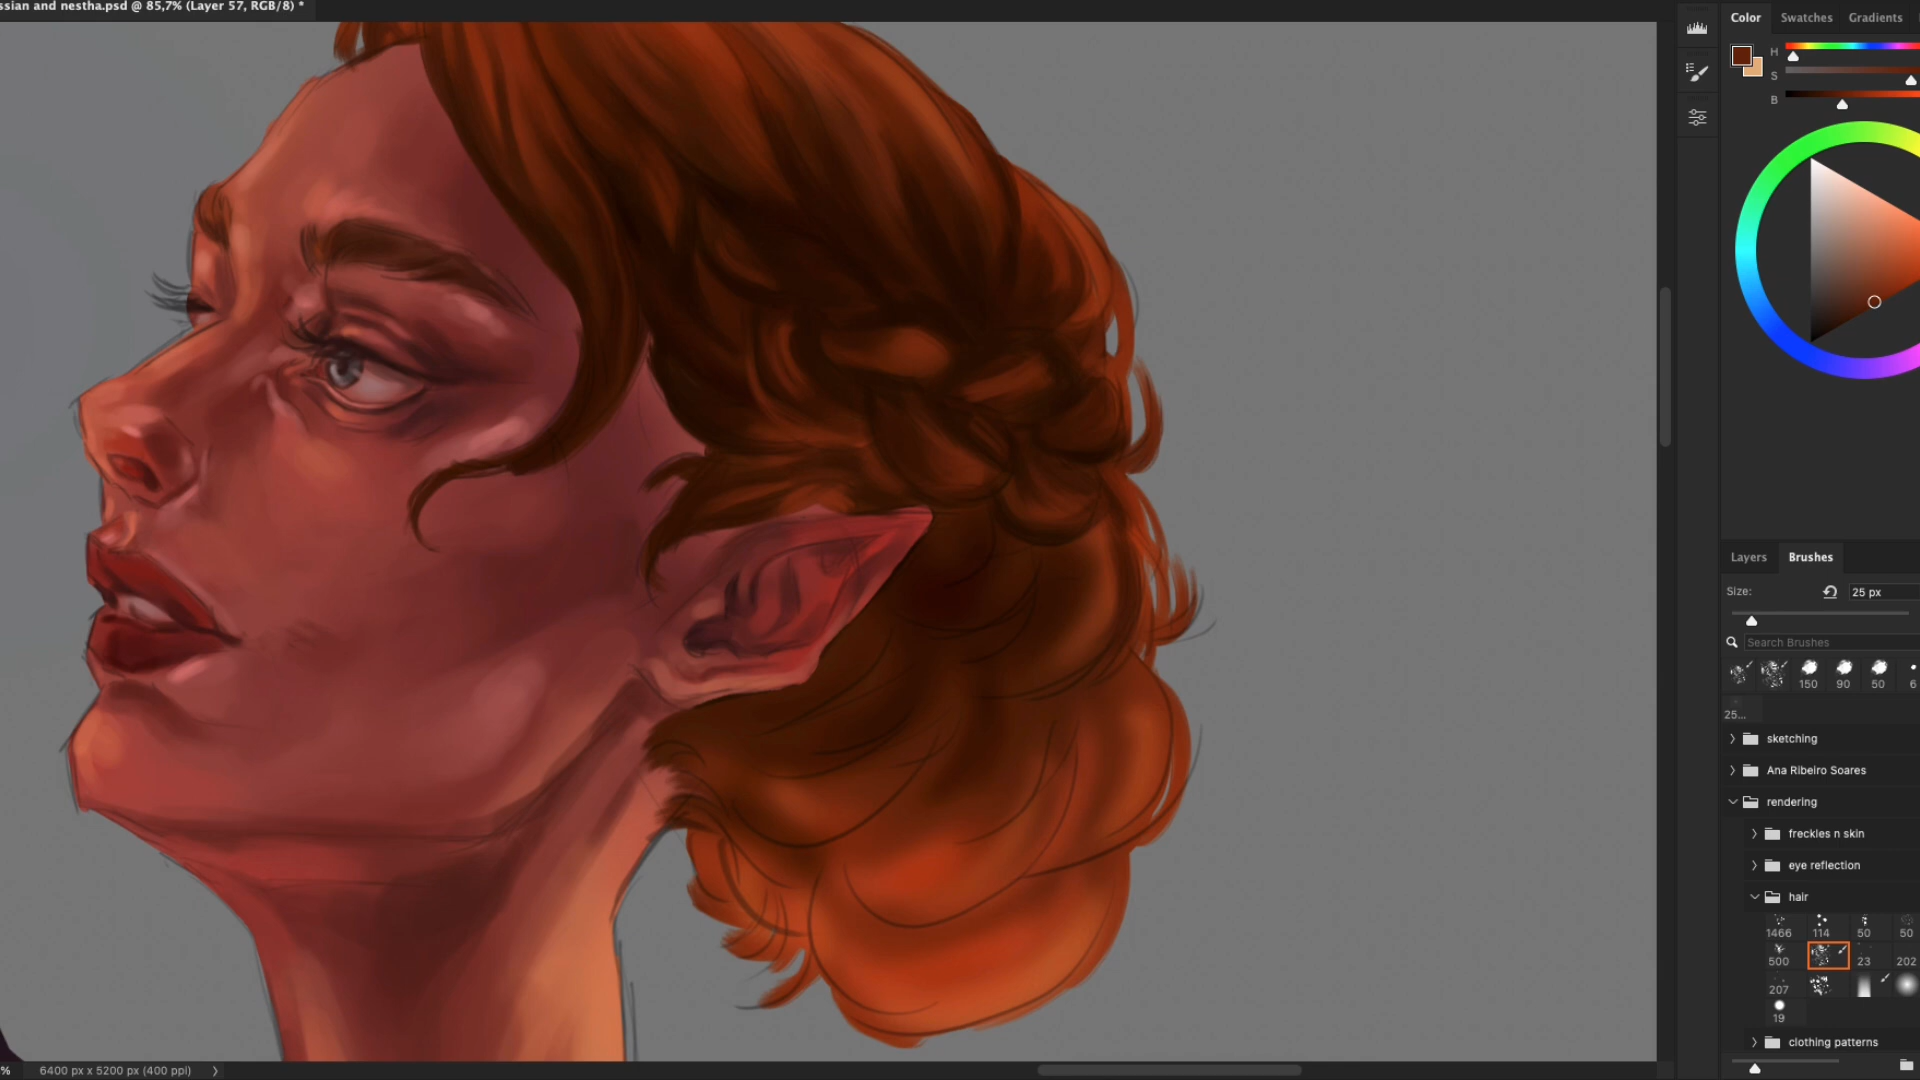 ssian and nestha.psd @ 85,7% (Layer 57, RGB/8) *
Color Swatches Gradients
H
S
B
Layers Brushes
Size: 25 px
Search Brushes
150 90 50 6
25...
sketching
Ana Ribeiro Soares
rendering
freckles n skin
eye reflection
hair
1466 114 50 50
500 23 202
207
19
clothing patterns
% 6400 px x 5200 px (400 ppi)